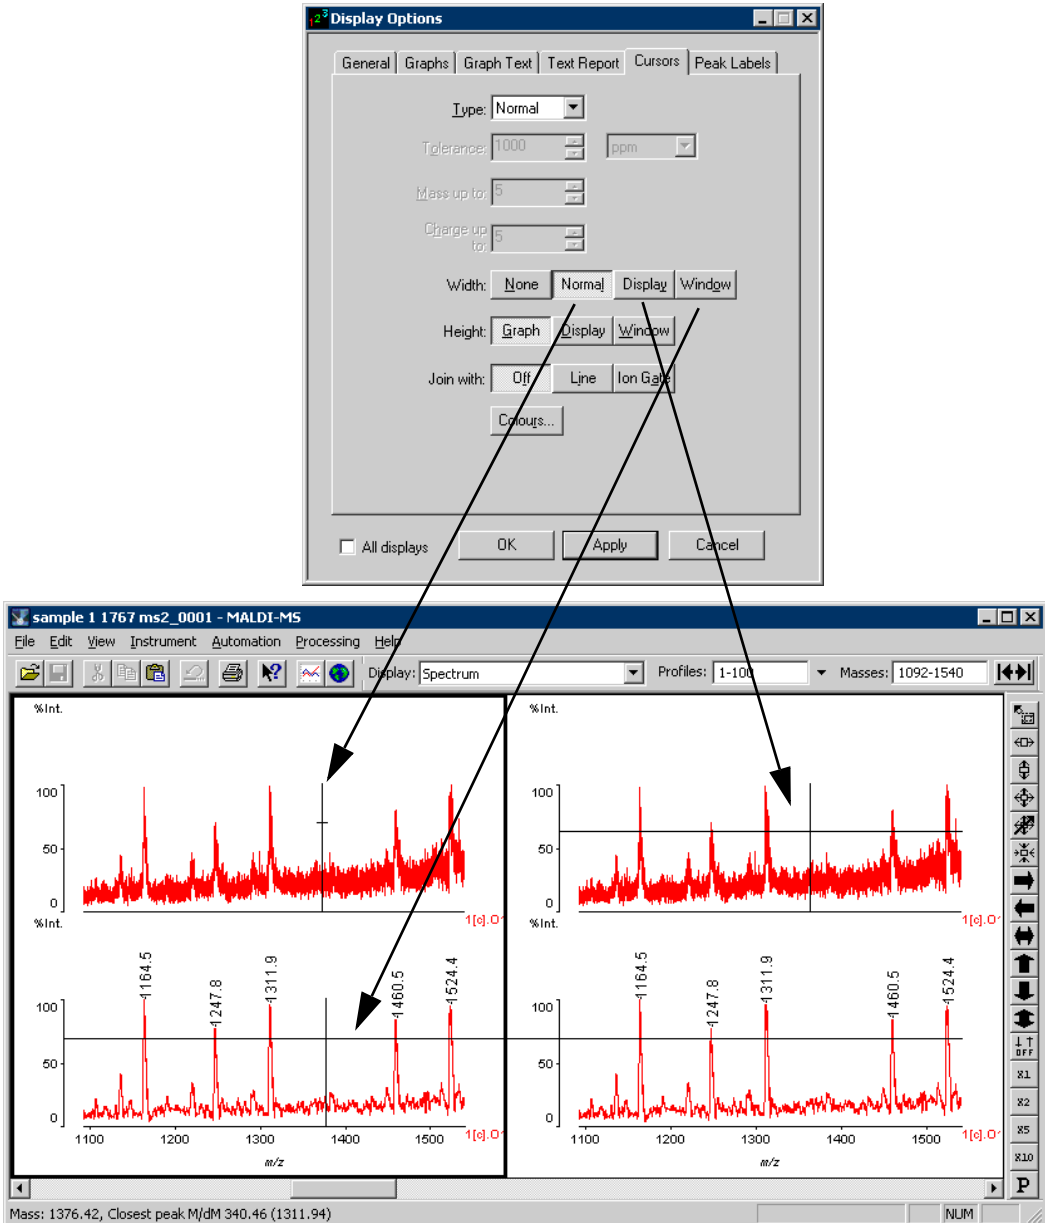 Display Options
General Graphs Graph Text Text Report Cursors Peak Labels
Type: Normal
Tolerance: 1000 ppm
Mass up to: 5
Charge up to: 5
Width: None Normal Display Window
Height: Graph Display Window
Join with: Off Line Ion Gate
Colours...
All displays OK Apply Cancel
sample 1 1767 ms2_0001 - MALDI-MS
File Edit View Instrument Automation Processing Help
Display: Spectrum Profiles: 1-100 Masses: 1092-1540
%Int. %Int.
100 100
50 50
0 0
1[c].0 1[c].0
%Int. %Int.
1164.5 1247.8 1311.9 1460.5 1524.4 1164.5 1247.8 1311.9 1460.5 1524.4
100 100
50 50
0 0
1[c].0 1[c].0
1100 1200 1300 1400 1500 1100 1200 1300 1400 1500
m/z m/z
OFF
X1
X2
X5
X10
P
Mass: 1376.42, Closest peak M/dM 340.46 (1311.94) NUM